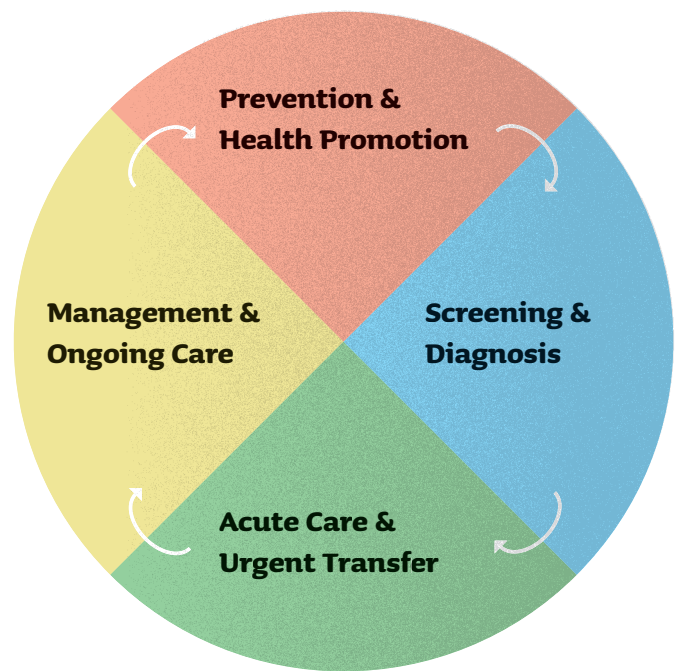 Prevention &
Health Promotion
Management &
Ongoing Care
Screening &
Diagnosis
Acute Care &
Urgent Transfer